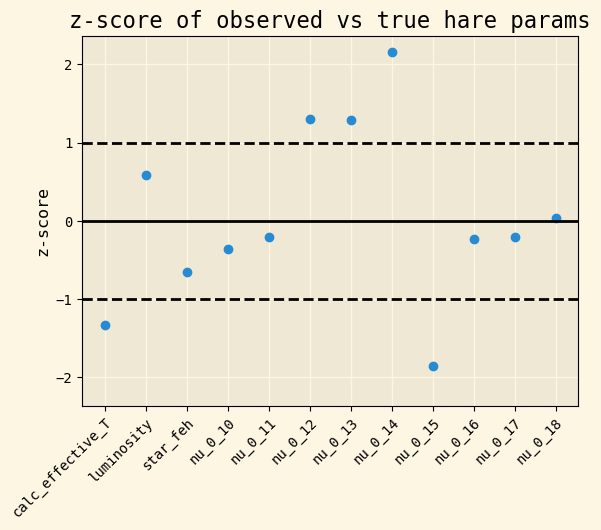 z-score of observed vs true hare params
z-score
2
1
0
−1
−2
calc_effective_T
luminosity
star_feh
nu_0_10
nu_0_11
nu_0_12
nu_0_13
nu_0_14
nu_0_15
nu_0_16
nu_0_17
nu_0_18